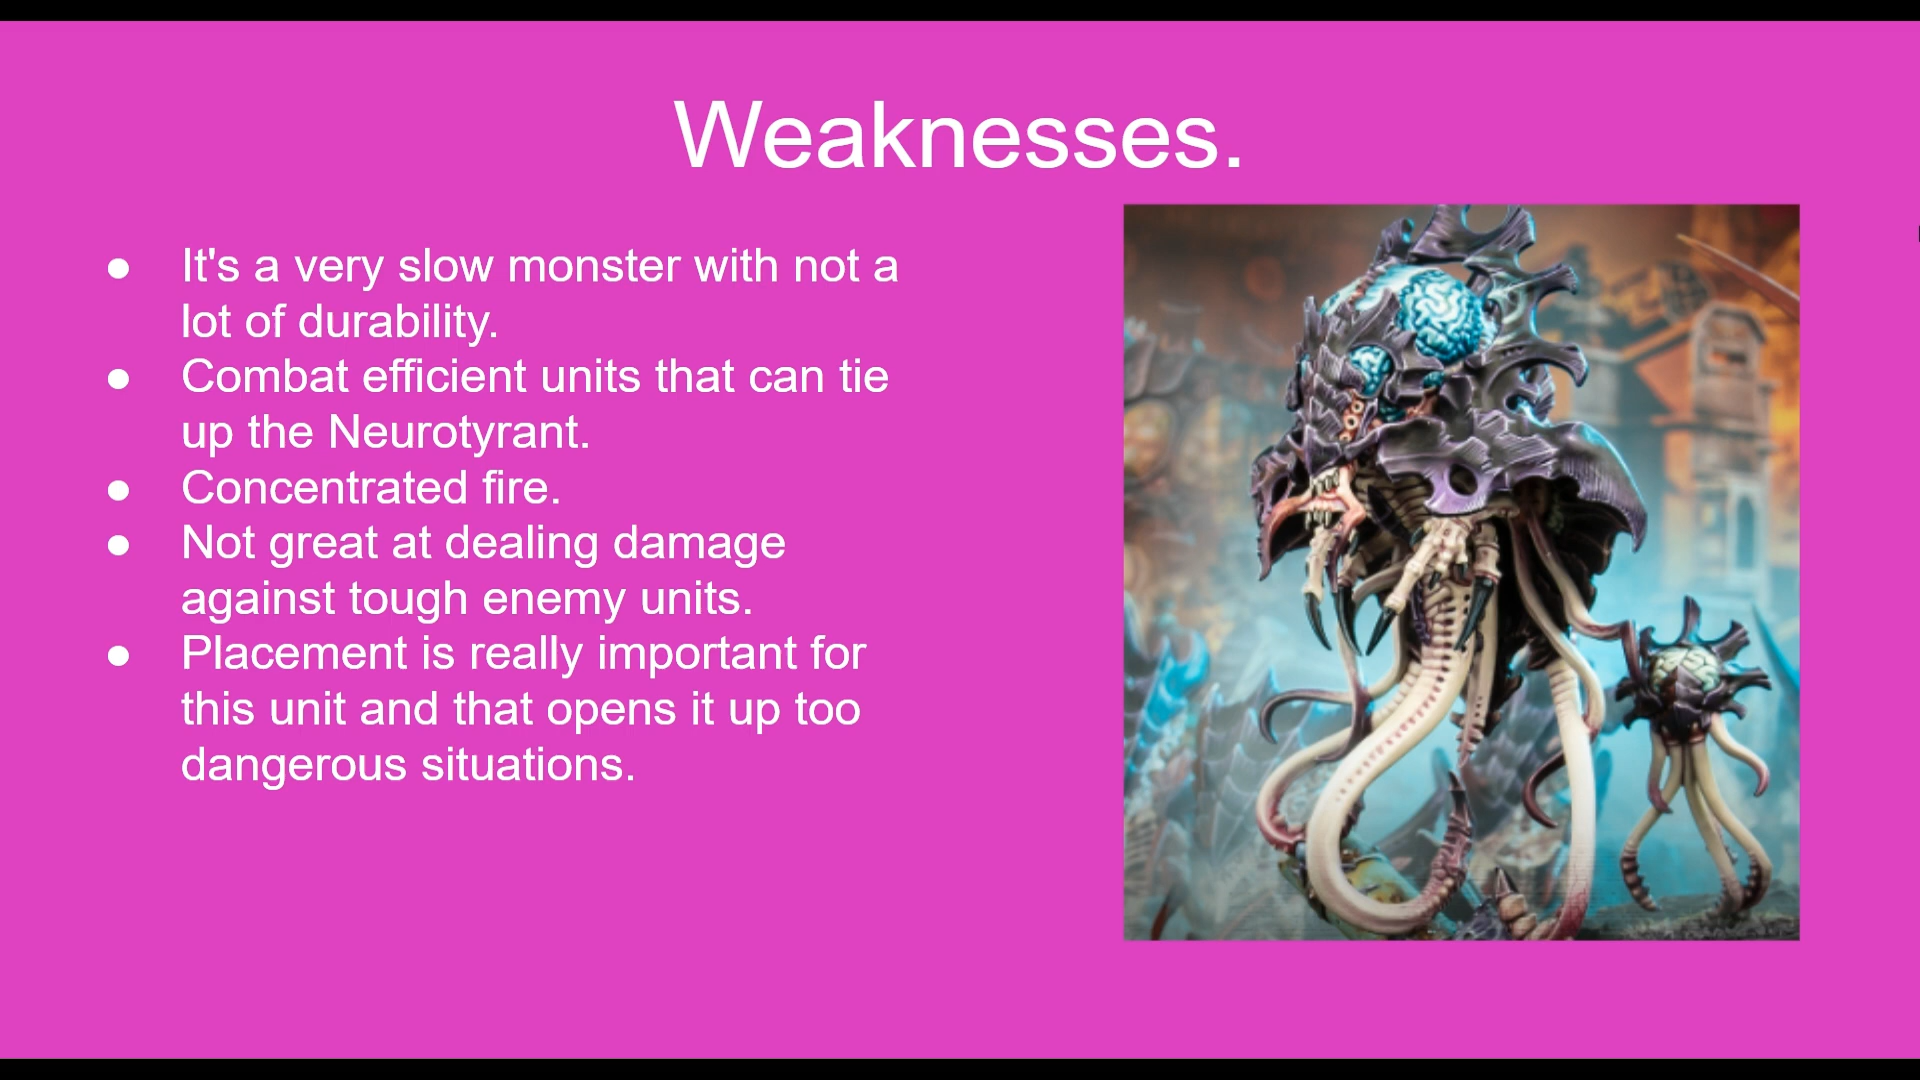 Weaknesses.
● It's a very slow monster with not a
lot of durability.
● Combat efficient units that can tie
up the Neurotyrant.
● Concentrated fire.
● Not great at dealing damage
against tough enemy units.
● Placement is really important for
this unit and that opens it up too
dangerous situations.